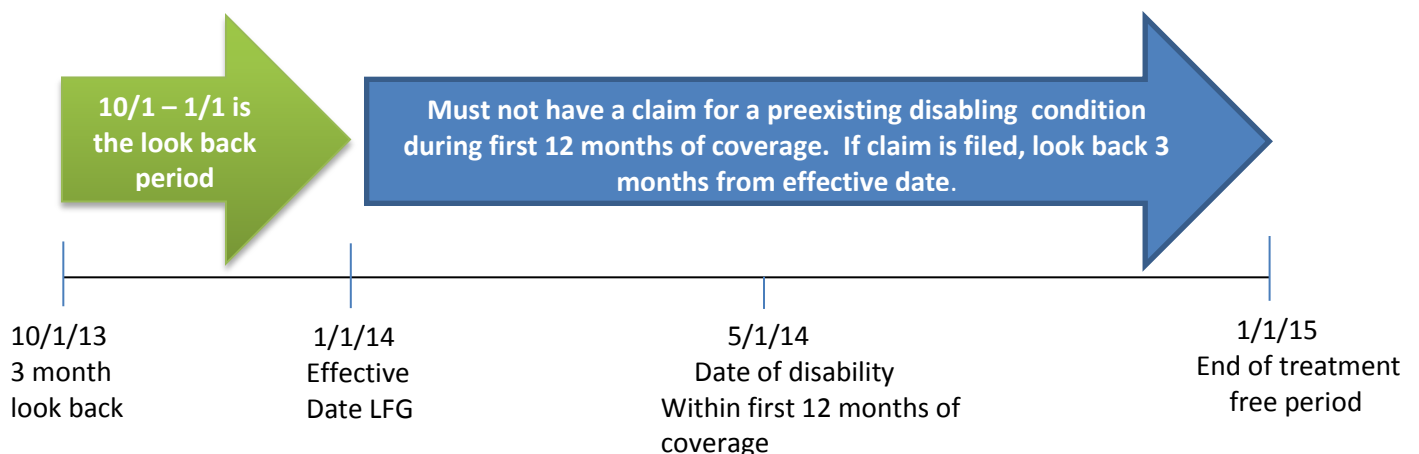 10/1 – 1/1 is
the look back
period
Must not have a claim for a preexisting disabling condition
during first 12 months of coverage. If claim is filed, look back 3
months from effective date.
10/1/13
3 month
look back
1/1/14
Effective
Date LFG
5/1/14
Date of disability
Within first 12 months of
coverage
1/1/15
End of treatment
free period